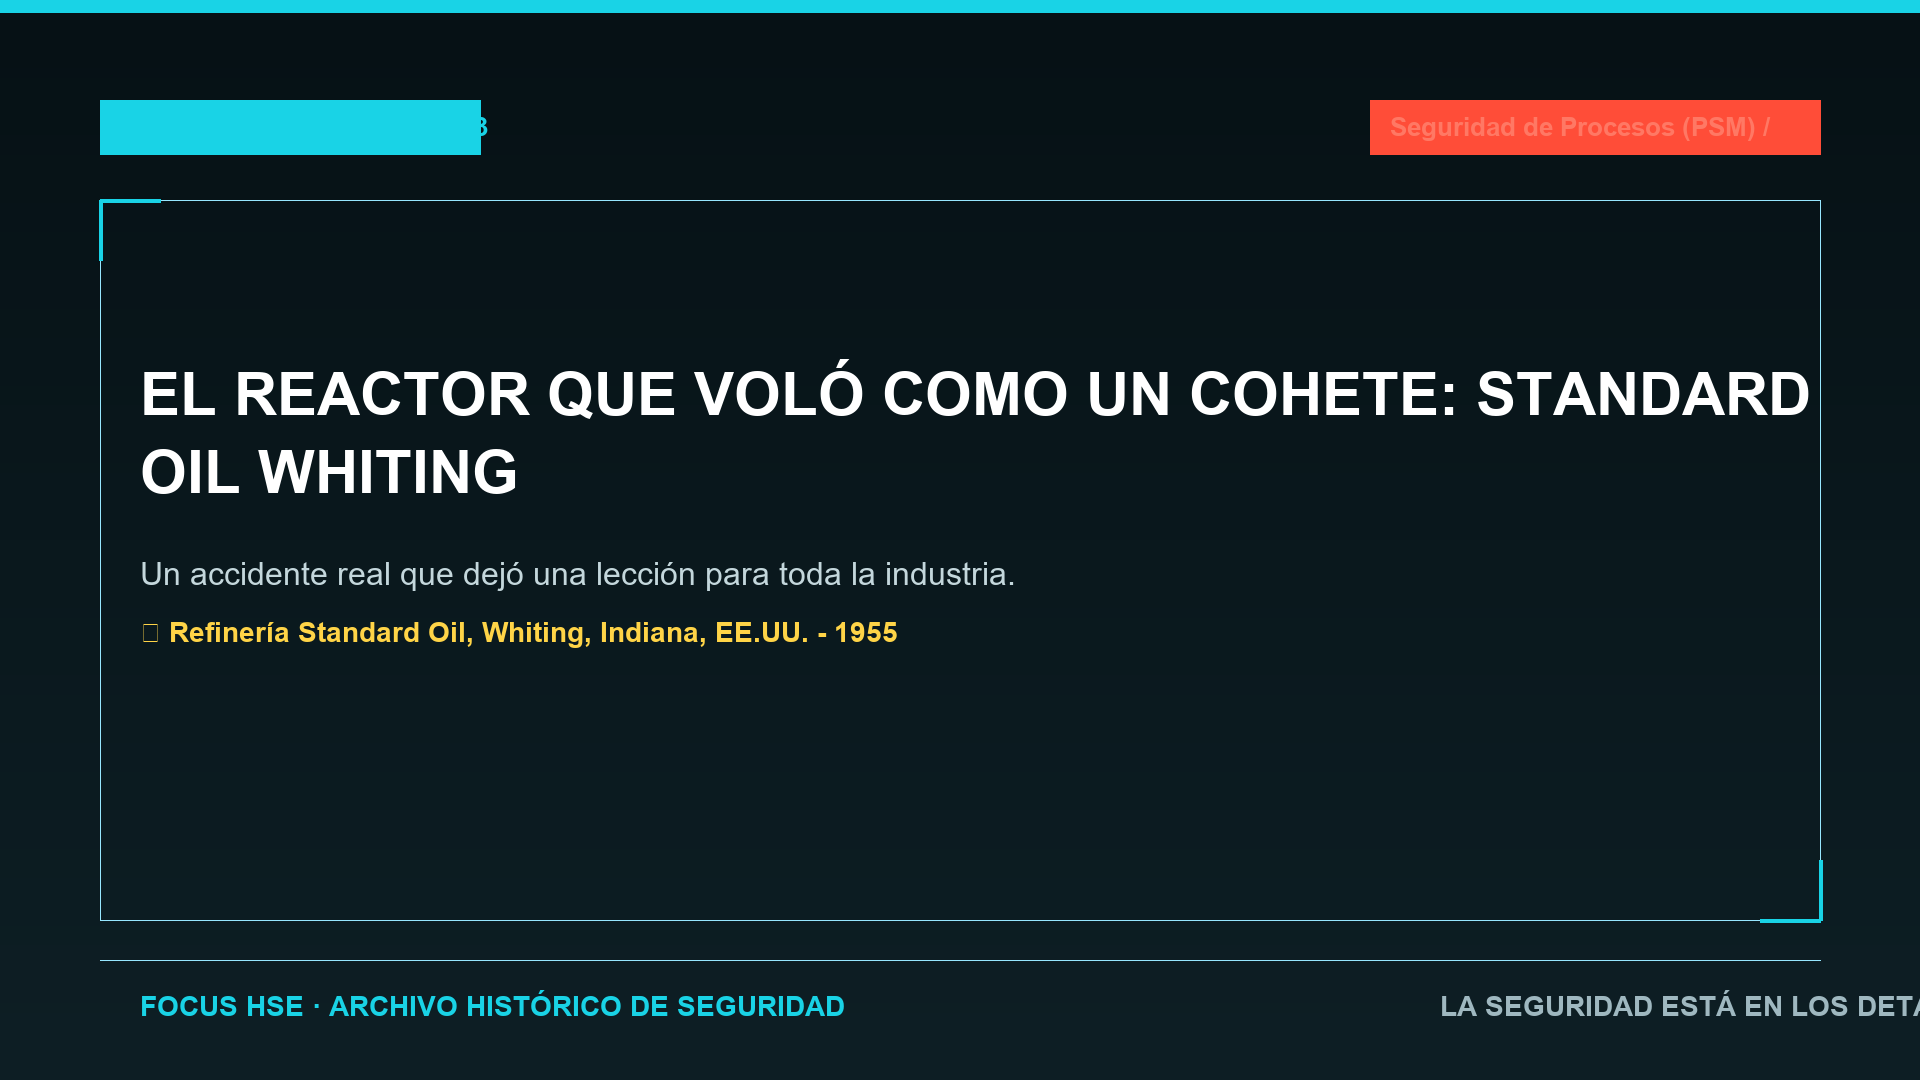 3
Seguridad de Procesos (PSM) /
EL REACTOR QUE VOLÓ COMO UN COHETE: STANDARD
OIL WHITING
Un accidente real que dejó una lección para toda la industria.
Refinería Standard Oil, Whiting, Indiana, EE.UU. - 1955
FOCUS HSE · ARCHIVO HISTÓRICO DE SEGURIDAD
LA SEGURIDAD ESTÁ EN LOS DETA